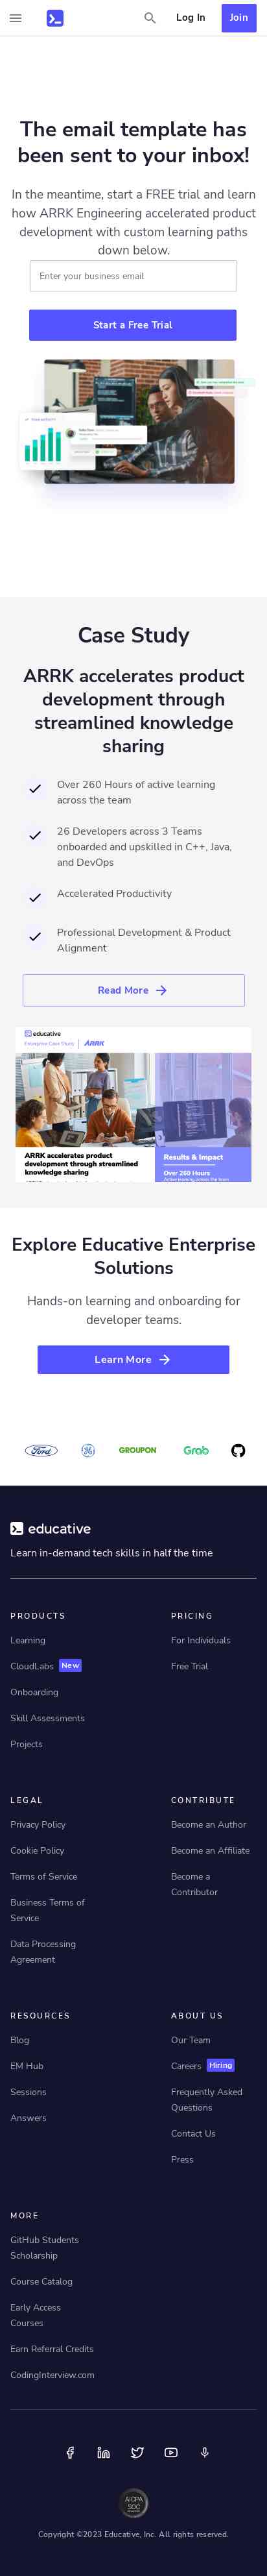 Log In
Join
The email template has
been sent to your inbox!
In the meantime, start a FREE trial and learn
how ARRK Engineering accelerated product
development with custom learning paths
down below.
Enter your business email
Start a Free Trial
Case Study
ARRK accelerates product
development through
streamlined knowledge
sharing
Over 260 Hours of active learning
across the team
26 Developers across 3 Teams
onboarded and upskilled in C++, Java,
and DevOps
Accelerated Productivity
Professional Development & Product
Alignment
Read More
educative
Enterprise Case Study
ARRK
ARRK accelerates product
development through streamlined
knowledge sharing
Results & Impact
Over 260 Hours
Active learning across the team
Explore Educative Enterprise
Solutions
Hands-on learning and onboarding for
developer teams.
Learn More
Ford
GE
GROUPON
Grab
educative
Learn in-demand tech skills in half the time
PRODUCTS
Learning
CloudLabs New
Onboarding
Skill Assessments
Projects
PRICING
For Individuals
Free Trial
LEGAL
Privacy Policy
Cookie Policy
Terms of Service
Business Terms of
Service
Data Processing
Agreement
CONTRIBUTE
Become an Author
Become an Affiliate
Become a
Contributor
RESOURCES
Blog
EM Hub
Sessions
Answers
ABOUT US
Our Team
Careers Hiring
Frequently Asked
Questions
Contact Us
Press
MORE
GitHub Students
Scholarship
Course Catalog
Early Access
Courses
Earn Referral Credits
CodingInterview.com
AICPA
SOC
Copyright ©2023 Educative, Inc. All rights reserved.